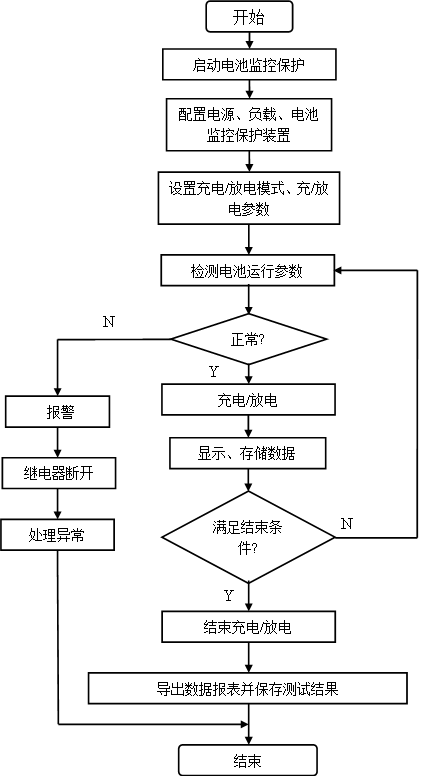 开始
启动电池监控保护
配置电源、负载、电池
监控保护装置
设置充电/放电模式、充/放
电参数
检测电池运行参数
N
正常?
Y
充电/放电
报警
显示、存储数据
继电器断开
满足结束条
件?
N
处理异常
Y
结束充电/放电
导出数据报表并保存测试结果
结束